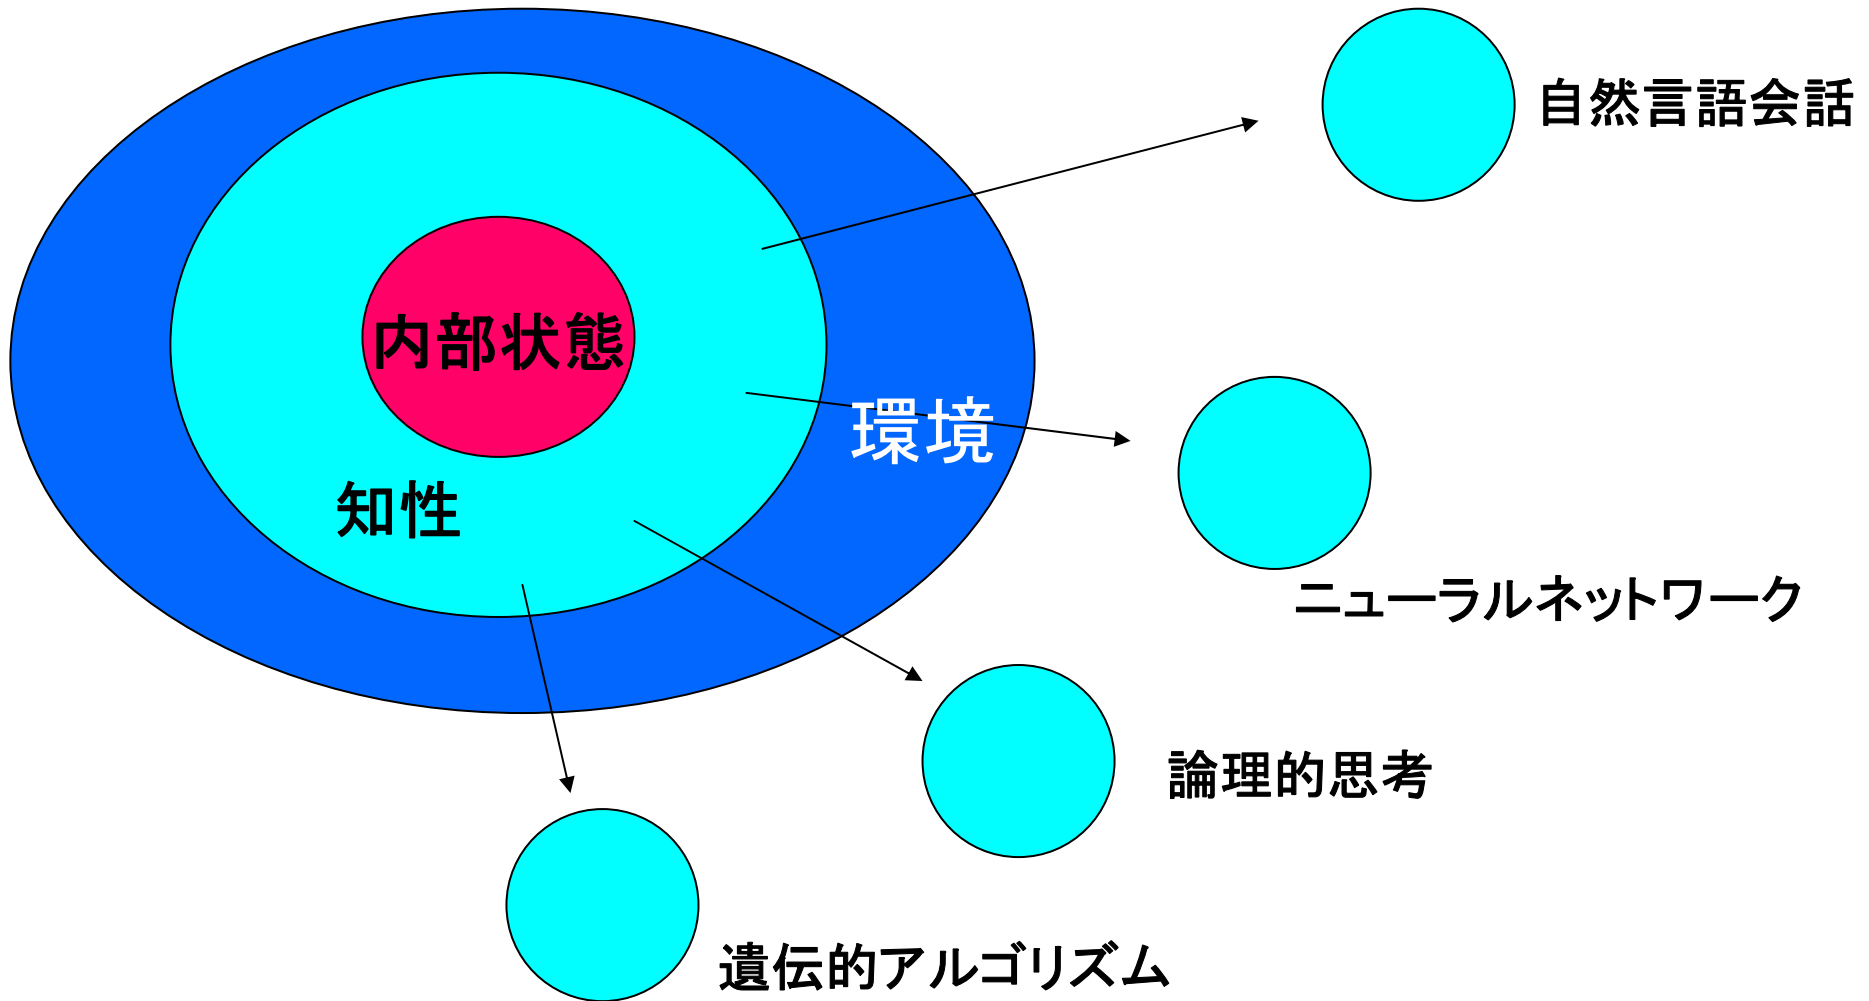 自然言語会話
内部状態
環境
知性
ニューラルネットワーク
論理的思考
遺伝的アルゴリズム